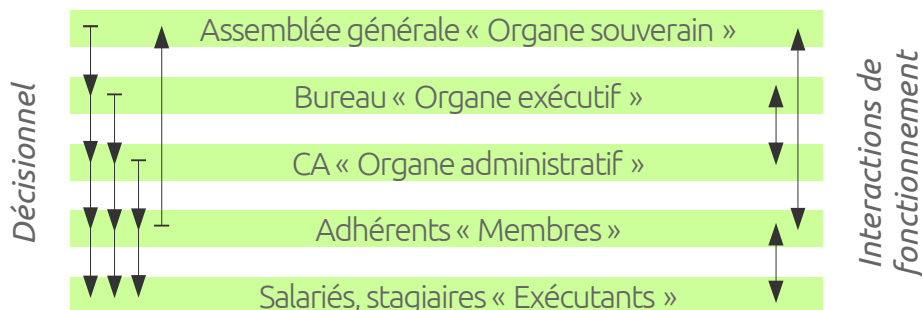 Assemblée générale « Organe souverain »
Bureau « Organe exécutif »
CA « Organe administratif »
Adhérents « Membres »
Salariés, stagiaires « Exécutants »
Décisionnel
Interactions de
fonctionnement